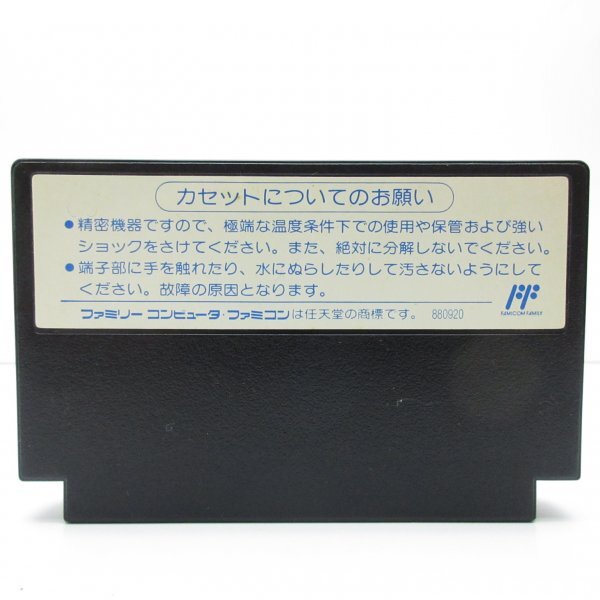 カセットについてのお願い
●精密機器ですので、極端な温度条件下での使用や保管および強い
ショックをさけてください。また、絶対に分解しないでください。
●端子部に手を触れたり、水にぬらしたりして汚さないようにして
ください。故障の原因となります。
FAMICOM FAMILY
ファミリー コンピュータ・ファミコンは任天堂の商標です。 880920